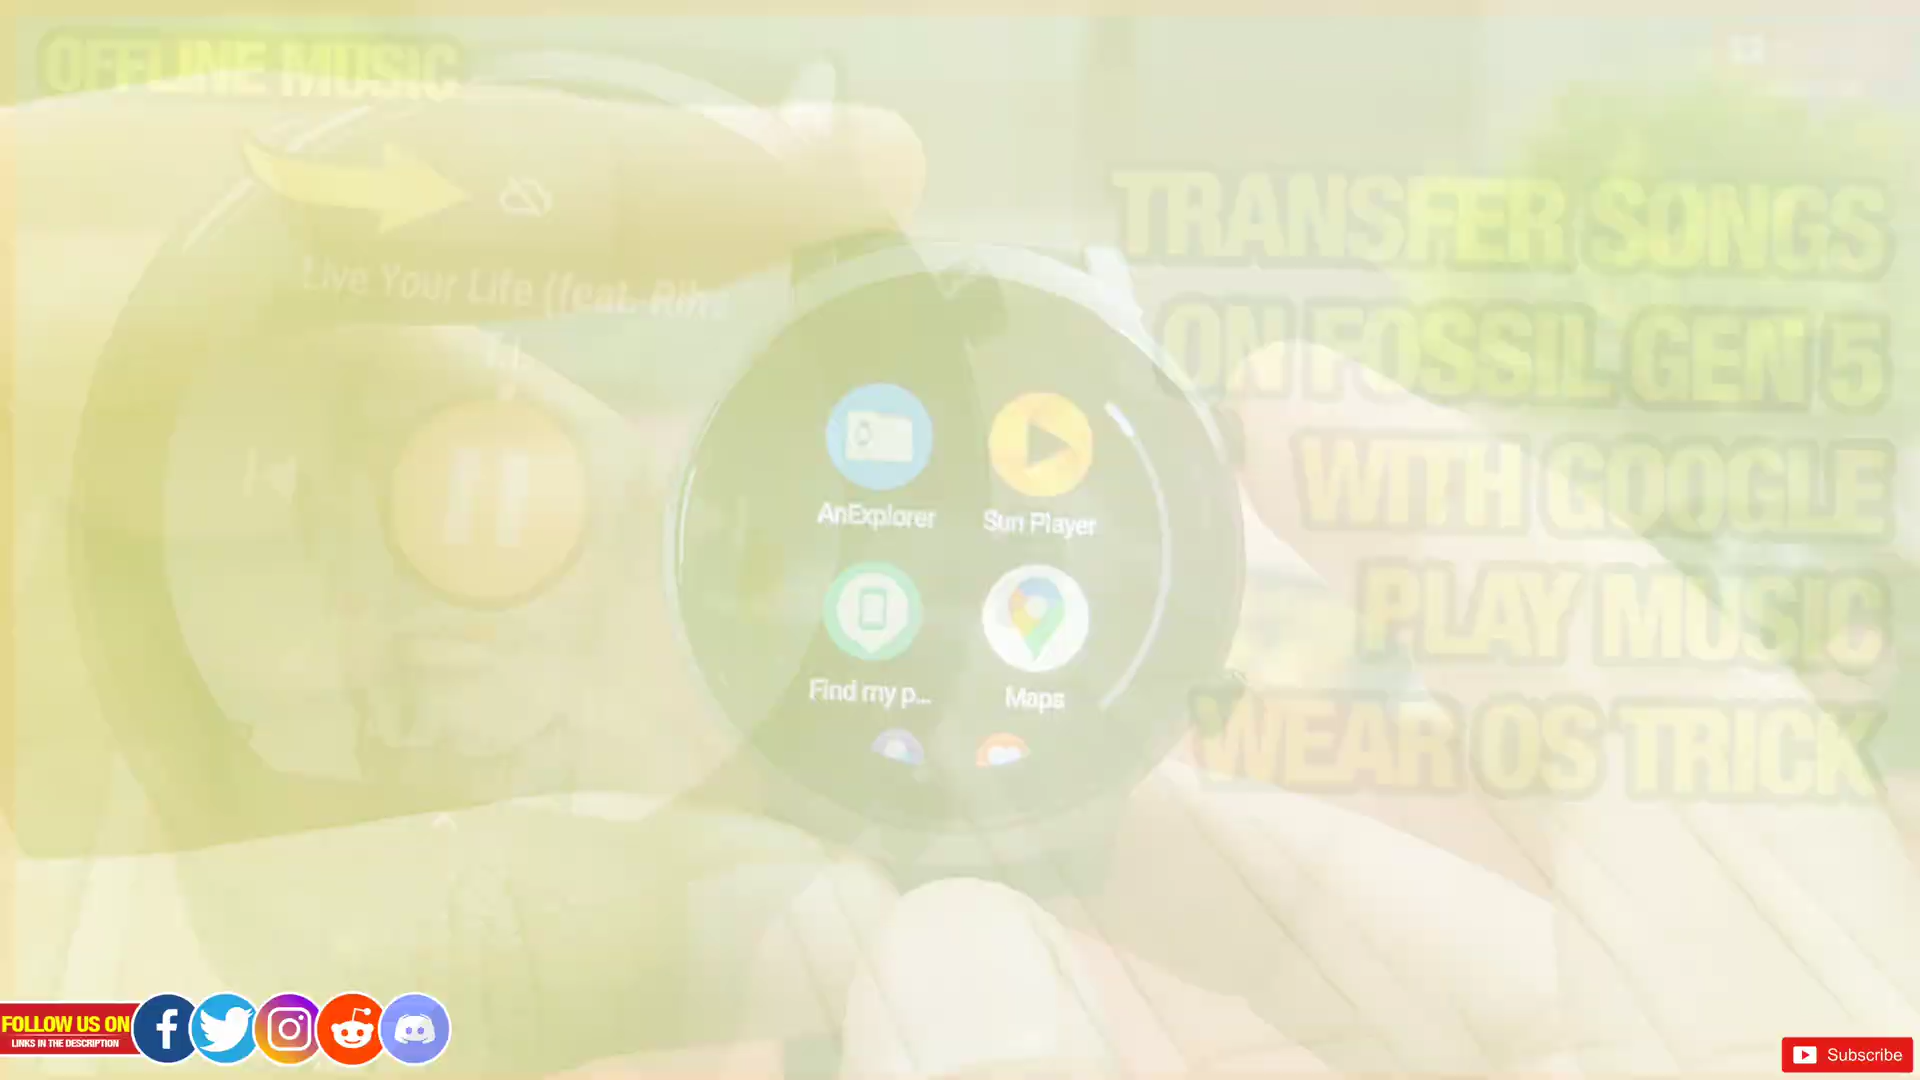 OFFLINE MUSIC
Live Your Life (feat. Riha
T.I.
TRANSFER SONGS
ON FOSSIL GEN 5
WITH GOOGLE
PLAY MUSIC
WEAR OS TRICK
AnExplorer
Sun Player
Find my p...
Maps
FOLLOW US ON
LINKS IN THE DESCRIPTION
Subscribe